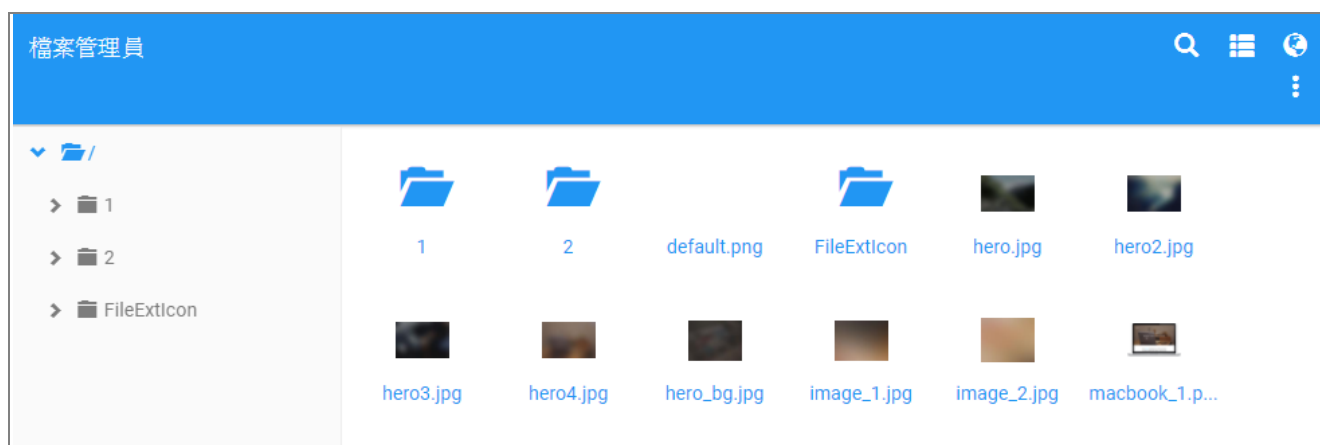 檔案管理員
/
1
2
FileExtIcon
1 2 default.png FileExtIcon hero.jpg hero2.jpg
hero3.jpg hero4.jpg hero_bg.jpg image_1.jpg image_2.jpg macbook_1.p...